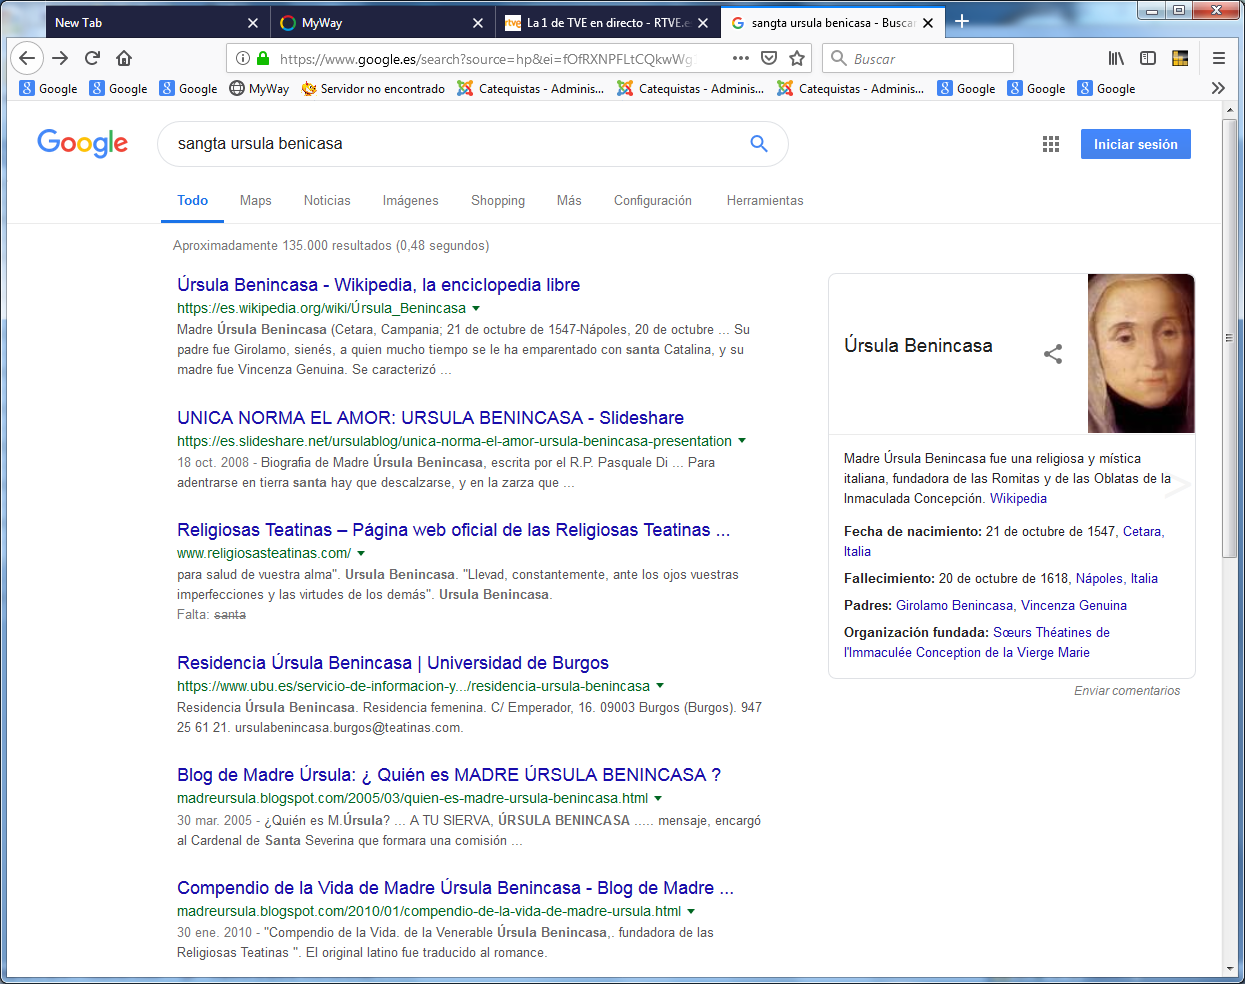 New Tab
MyWay
La 1 de TVE en directo - RTVE.e
sangta ursula benicasa - Buscar
https://www.google.es/search?source=hp&ei=fOfRXNPFLtCQkwWg
Buscar
Google
Google
Google
MyWay
Servidor no encontrado
Catequistas - Adminis...
Catequistas - Adminis...
Catequistas - Adminis...
Google
Google
Google
Google
sangta ursula benicasa
Iniciar sesión
Todo
Maps
Noticias
Imágenes
Shopping
Más
Configuración
Herramientas
Aproximadamente 135.000 resultados (0,48 segundos)
Úrsula Benincasa - Wikipedia, la enciclopedia libre
https://es.wikipedia.org/wiki/Úrsula_Benincasa
Madre Úrsula Benincasa (Cetara, Campania; 21 de octubre de 1547-Nápoles, 20 de octubre ... Su
padre fue Girolamo, sienés, a quien mucho tiempo se le ha emparentado con santa Catalina, y su
madre fue Vincenza Genuina. Se caracterizó ...
UNICA NORMA EL AMOR: URSULA BENINCASA - Slideshare
https://es.slideshare.net/ursulablog/unica-norma-el-amor-ursula-benincasa-presentation
18 oct. 2008 - Biografia de Madre Úrsula Benincasa, escrita por el R.P. Pasquale Di ... Para
adentrarse en tierra santa hay que descalzarse, y en la zarza que ...
Religiosas Teatinas – Página web oficial de las Religiosas Teatinas ...
www.religiosasteatinas.com/
para salud de vuestra alma". Ursula Benincasa. "Llevad, constantemente, ante los ojos vuestras
imperfecciones y las virtudes de los demás". Ursula Benincasa.
Falta: santa
Residencia Úrsula Benincasa | Universidad de Burgos
https://www.ubu.es/servicio-de-informacion-y.../residencia-ursula-benincasa
Residencia Úrsula Benincasa. Residencia femenina. C/ Emperador, 16. 09003 Burgos (Burgos). 947
25 61 21. ursulabenincasa.burgos@teatinas.com.
Blog de Madre Úrsula: ¿ Quién es MADRE ÚRSULA BENINCASA ?
madreursula.blogspot.com/2005/03/quien-es-madre-ursula-benincasa.html
30 mar. 2005 - ¿Quién es M.Úrsula? ... A TU SIERVA, ÚRSULA BENINCASA ..... mensaje, encargó
al Cardenal de Santa Severina que formara una comisión ...
Compendio de la Vida de Madre Úrsula Benincasa - Blog de Madre ...
madreursula.blogspot.com/2010/01/compendio-de-la-vida-de-madre-ursula.html
30 ene. 2010 - "Compendio de la Vida. de la Venerable Úrsula Benincasa,. fundadora de las
Religiosas Teatinas ". El original latino fue traducido al romance.
Úrsula Benincasa
Madre Úrsula Benincasa fue una religiosa y mística
italiana, fundadora de las Romitas y de las Oblatas de la
Inmaculada Concepción. Wikipedia
Fecha de nacimiento: 21 de octubre de 1547, Cetara,
Italia
Fallecimiento: 20 de octubre de 1618, Nápoles, Italia
Padres: Girolamo Benincasa, Vincenza Genuina
Organización fundada: Sœurs Théatines de
l'Immaculée Conception de la Vierge Marie
Enviar comentarios